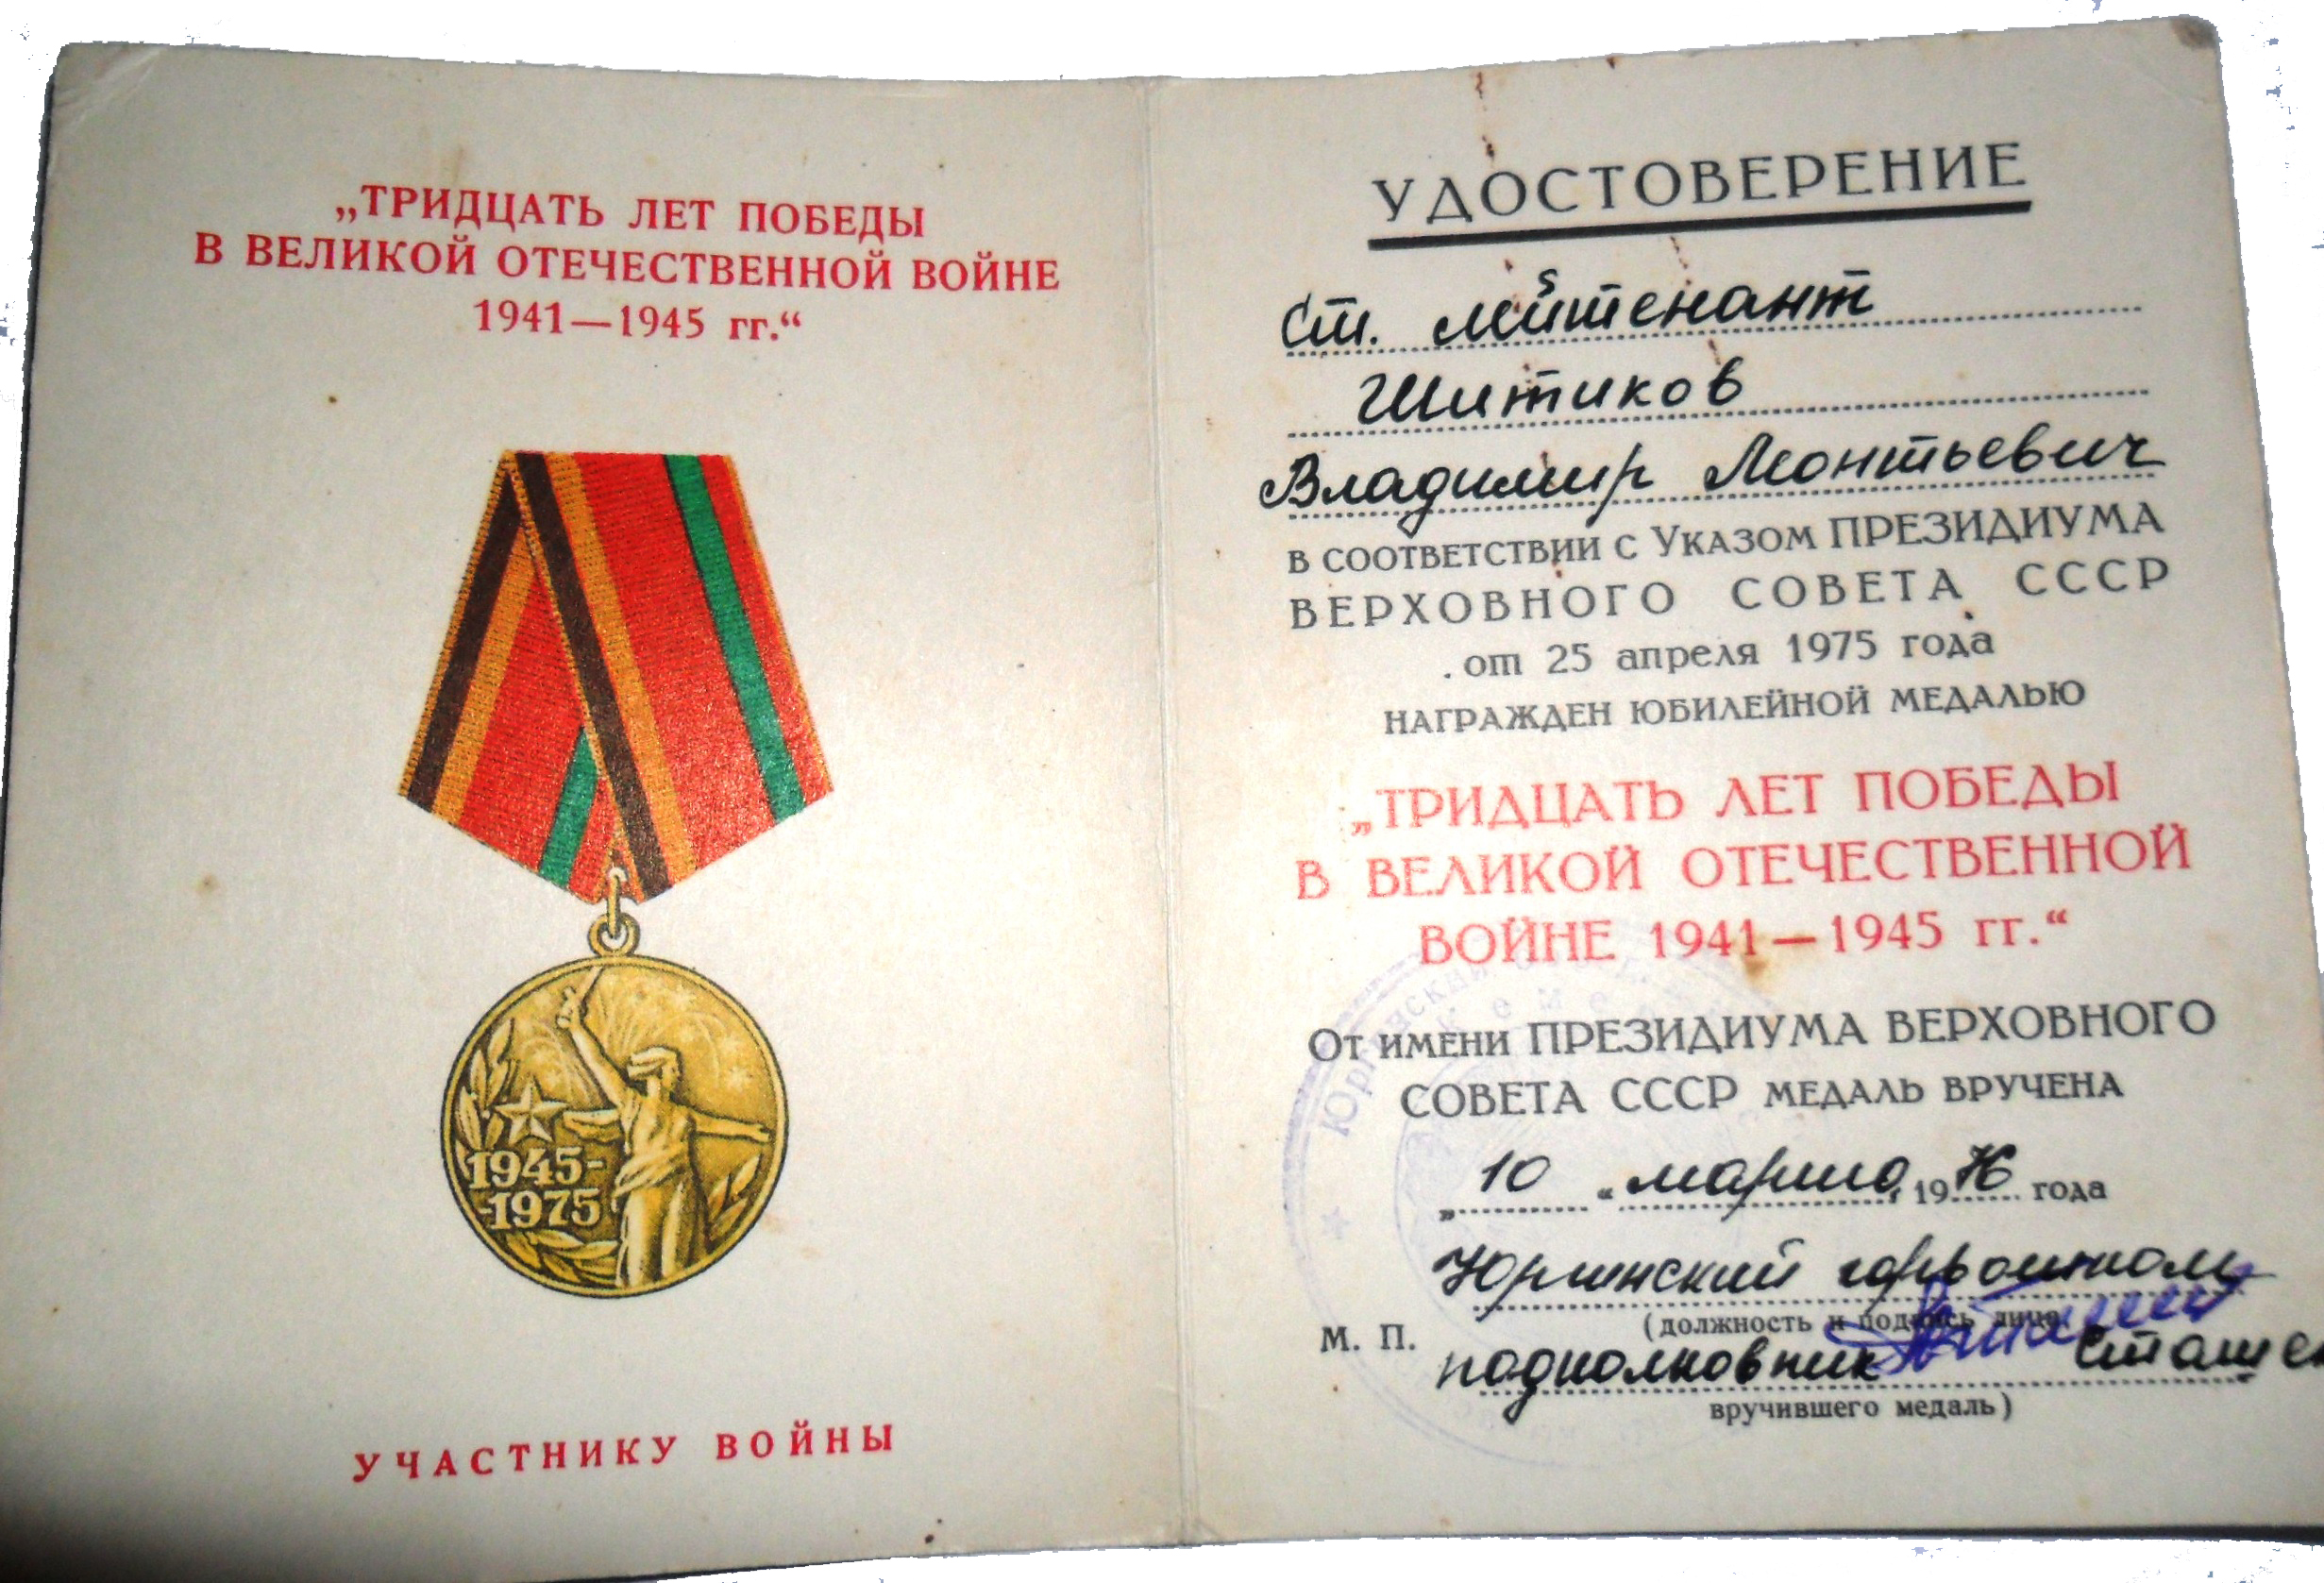 „ТРИДЦАТЬ ЛЕТ ПОБЕДЫ
В ВЕЛИКОЙ ОТЕЧЕСТВЕННОЙ ВОЙНЕ
1941—1945 гг.“
1945-
-1975
УЧАСТНИКУ ВОЙНЫ
УДОСТОВЕРЕНИЕ
Ст. лейтенант
Шитиков
Владимир Леонтьевич
в соответствии с Указом ПРЕЗИДИУМА
ВЕРХОВНОГО СОВЕТА СССР
от 25 апреля 1975 года
НАГРАЖДЕН ЮБИЛЕЙНОЙ МЕДАЛЬЮ
„ТРИДЦАТЬ ЛЕТ ПОБЕДЫ
В ВЕЛИКОЙ ОТЕЧЕСТВЕННОЙ
ВОЙНЕ 1941—1945 гг.“
От имени ПРЕЗИДИУМА ВЕРХОВНОГО
СОВЕТА СССР МЕДАЛЬ ВРУЧЕНА
„10“ марта 1976 года
Юргинский горвоенком
(должность и подпись лица,
М. П.
подполковник Сташе
вручившего медаль)